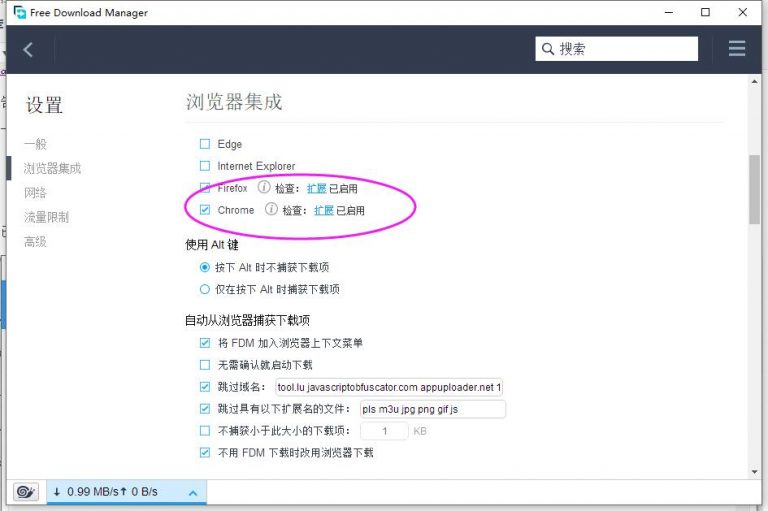 Free Download Manager
搜索
设置
浏览器集成
一般
浏览器集成
网络
流量限制
高级
Edge
Internet Explorer
Firefox 检查: 扩展 已启用
Chrome 检查: 扩展 已启用
使用 Alt 键
按下 Alt 时不捕获下载项
仅在按下 Alt 时捕获下载项
自动从浏览器捕获下载项
将 FDM 加入浏览器上下文菜单
无需确认就启动下载
跳过域名: tool.lu javascriptobfuscator.com appuploader.net 1
跳过具有以下扩展名的文件: pls m3u jpg png gif js
不捕获小于此大小的下载项: 1 KB
不用 FDM 下载时改用浏览器下载
0.99 MB/s 0 B/s